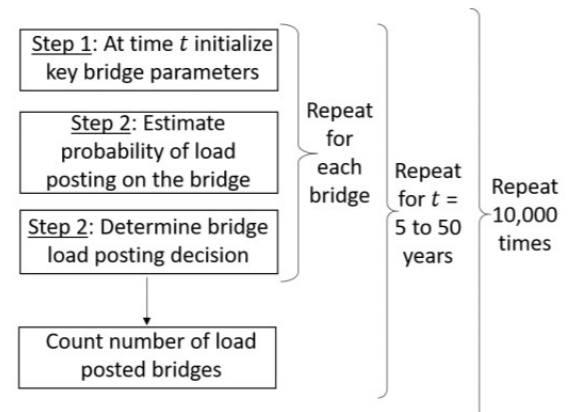 Step 1: At time t initialize
key bridge parameters
Step 2: Estimate
probability of load
posting on the bridge
Step 2: Determine bridge
load posting decision
Count number of load
posted bridges
Repeat
for
each
bridge
Repeat
for t =
5 to 50
years
Repeat
10,000
times